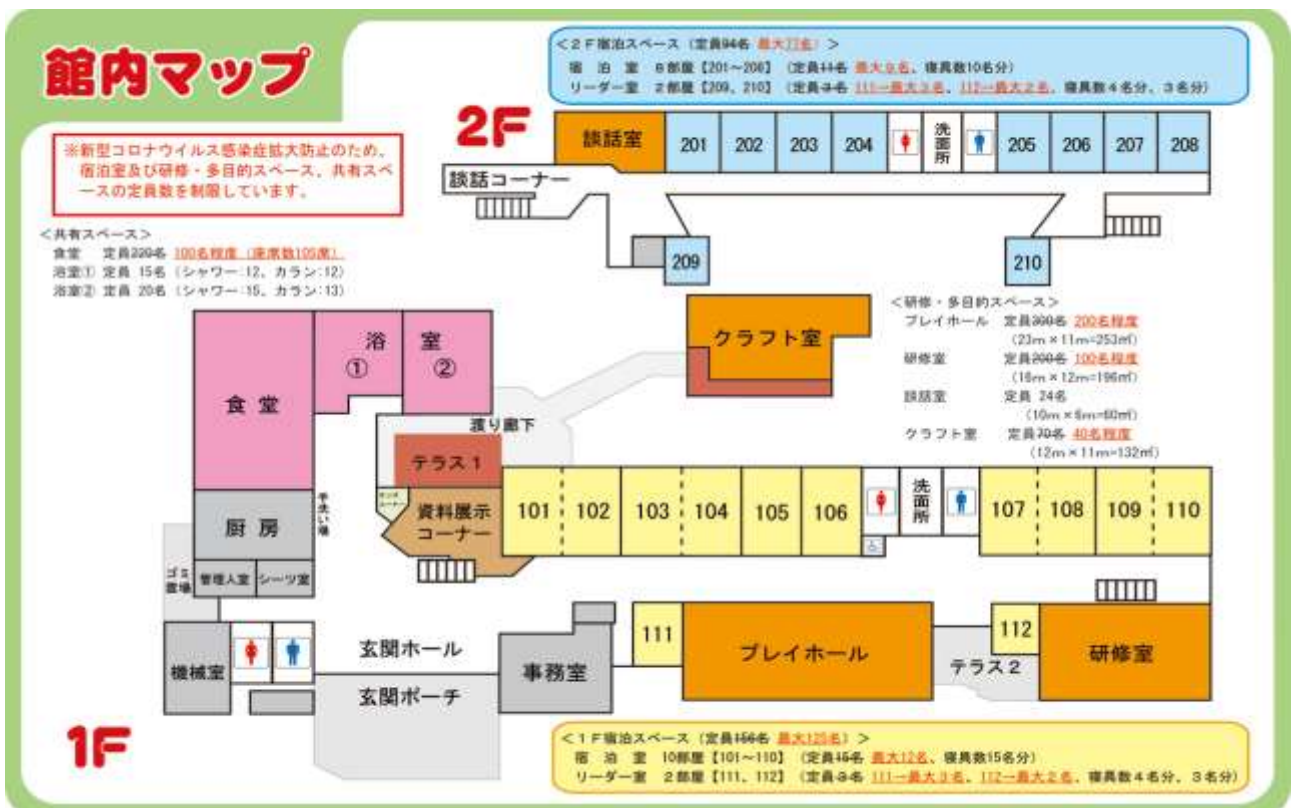 館内マップ
※新型コロナウイルス感染症拡大防止のため、
宿泊室及び研修・多目的スペース、共有スペ
ースの定員数を制限しています。
<共有スペース>
食堂 定員220名 100名程度(座席数105席)
浴室① 定員 15名(シャワー:12、カラン:12)
浴室② 定員 20名(シャワー:15、カラン:13)
<2F宿泊スペース(定員94名 最大77名)>
宿 泊 室 8部屋【201~208】(定員11名 最大9名、寝具数10名分)
リーダー室 2部屋【209、210】(定員3名 111→最大3名、112→最大2名、寝具数4名分、3名分)
2F
談話室
201
202
203
204
洗面所
205
206
207
208
談話コーナー
209
210
<研修・多目的スペース>
プレイホール 定員300名 200名程度
(23m×11m=253㎡)
研修室 定員200名 100名程度
(16m×12m=196㎡)
談話室 定員 24名
(10m×6m=60㎡)
クラフト室 定員70名 40名程度
(12m×11m=132㎡)
クラフト室
浴 室
① ②
食堂
渡り廊下
テラス1
資料展示
コーナー
手洗い場
厨房
管理人室
シーツ室
ゴミ
置場
101
102
103
104
105
106
洗面所
107
108
109
110
機械室
玄関ホール
玄関ポーチ
事務室
111
プレイホール
112
テラス2
研修室
1F
<1F宿泊スペース(定員156名 最大125名)>
宿 泊 室 10部屋【101~110】(定員15名 最大12名、寝具数15名分)
リーダー室 2部屋【111、112】(定員3名 111→最大3名、112→最大2名、寝具数4名分、3名分)